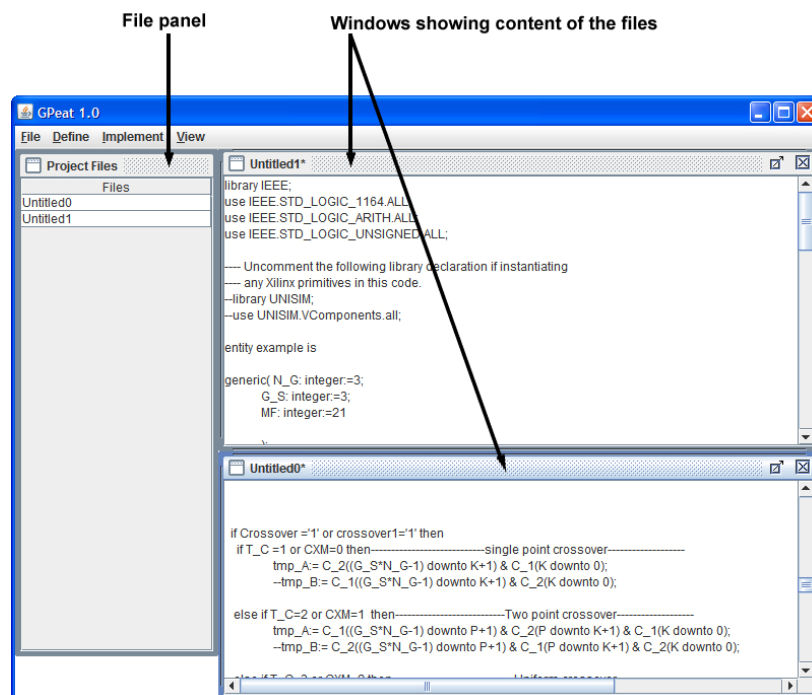 File panel
Windows showing content of the files
GPeat 1.0
File Define Implement View
Project Files
Files
Untitled0
Untitled1
Untitled1*
library IEEE;
use IEEE.STD_LOGIC_1164.ALL;
use IEEE.STD_LOGIC_ARITH.ALL;
use IEEE.STD_LOGIC_UNSIGNED.ALL;
---- Uncomment the following library declaration if instantiating
---- any Xilinx primitives in this code.
--library UNISIM;
--use UNISIM.VComponents.all;
entity example is
generic( N_G: integer:=3;
G_S: integer:=3;
MF: integer:=21
);
Untitled0*
if Crossover ='1' or crossover1='1' then
if T_C =1 or CXM=0 then----------------------------single point crossover-------------------
tmp_A:= C_2((G_S*N_G-1) downto K+1) & C_1(K downto 0);
--tmp_B:= C_1((G_S*N_G-1) downto K+1) & C_2(K downto 0);
else if T_C=2 or CXM=1 then---------------------------Two point crossover-------------------
tmp_A:= C_1((G_S*N_G-1) downto P+1) & C_2(P downto K+1) & C_1(K downto 0);
--tmp_B:= C_2((G_S*N_G-1) downto P+1) & C_1(P downto K+1) & C_2(K downto 0);